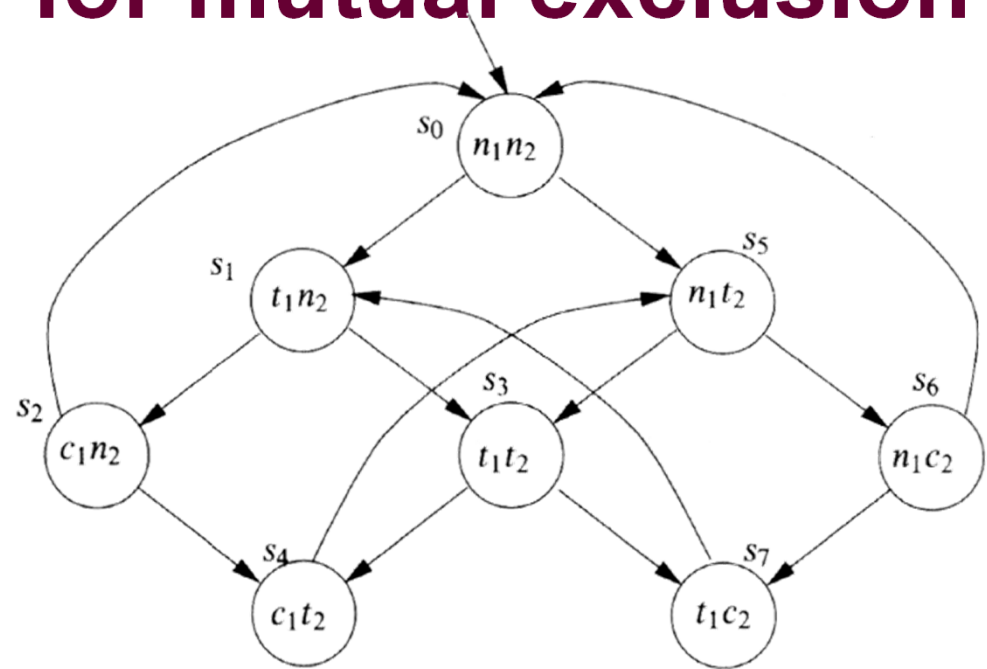 for mutual exclusion
s0
n1n2
s5
s1
t1n2
n1t2
s3
s6
s2
c1n2
t1t2
n1c2
s4
s7
c1t2
t1c2